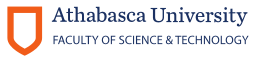 Athabasca University
FACULTY OF SCIENCE & TECHNOLOGY